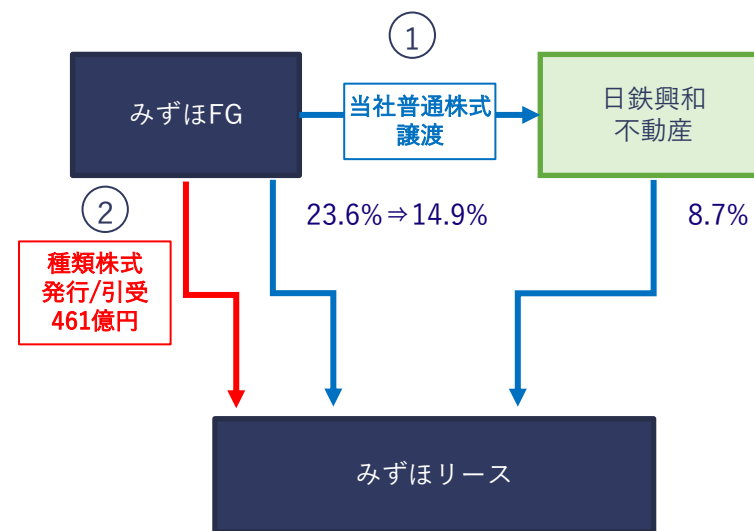 ①
みずほFG
当社普通株式
譲渡
日鉄興和
不動産
②
23.6%⇒14.9%
8.7%
種類株式
発行/引受
461億円
みずほリース